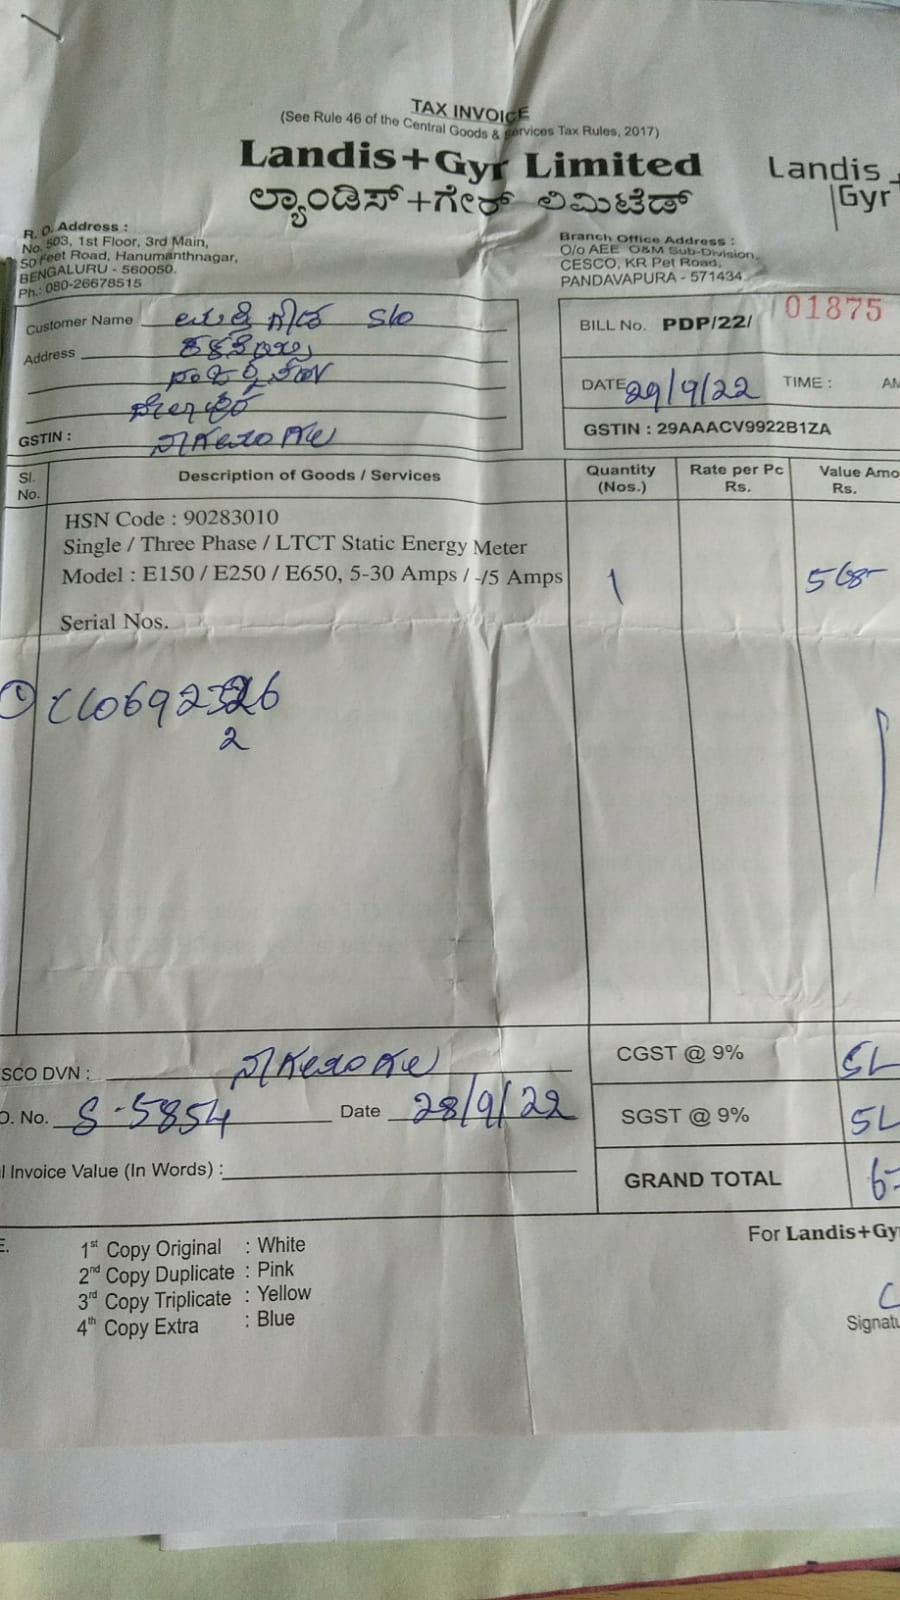 TAX INVOICE
(See Rule 46 of the Central Goods & Services Tax Rules, 2017)
Landis+Gyr Limited
ಲ್ಯಾಂಡಿಸ್+ಗೇರ್ ಲಿಮಿಟೆಡ್
Landis+
Gyr
R. O. Address :
No. 503, 1st Floor, 3rd Main,
50 Feet Road, Hanumanthnagar,
BENGALURU - 560050.
Ph.: 080-26678515
Branch Office Address :
O/o AEE O&M Sub-Division,
CESCO, KR Pet Road,
PANDAVAPURA - 571434.
Customer Name S/o
Address
GSTIN :
BILL No. PDP/22/ 01875
DATE 29/9/22 TIME : AM
GSTIN : 29AAACV9922B1ZA
Sl. No. Description of Goods / Services Quantity (Nos.) Rate per Pc Rs. Value Amo Rs.
HSN Code : 90283010
Single / Three Phase / LTCT Static Energy Meter
Model : E150 / E250 / E650, 5-30 Amps / -/5 Amps 1 568-
Serial Nos.
SCO DVN :
O. No. S-5854 Date 28/9/22
l Invoice Value (In Words) :
CGST @ 9% 5
SGST @ 9% 5
GRAND TOTAL 6
E.
1st Copy Original : White
2nd Copy Duplicate : Pink
3rd Copy Triplicate : Yellow
4th Copy Extra : Blue
For Landis+Gy
Signatu